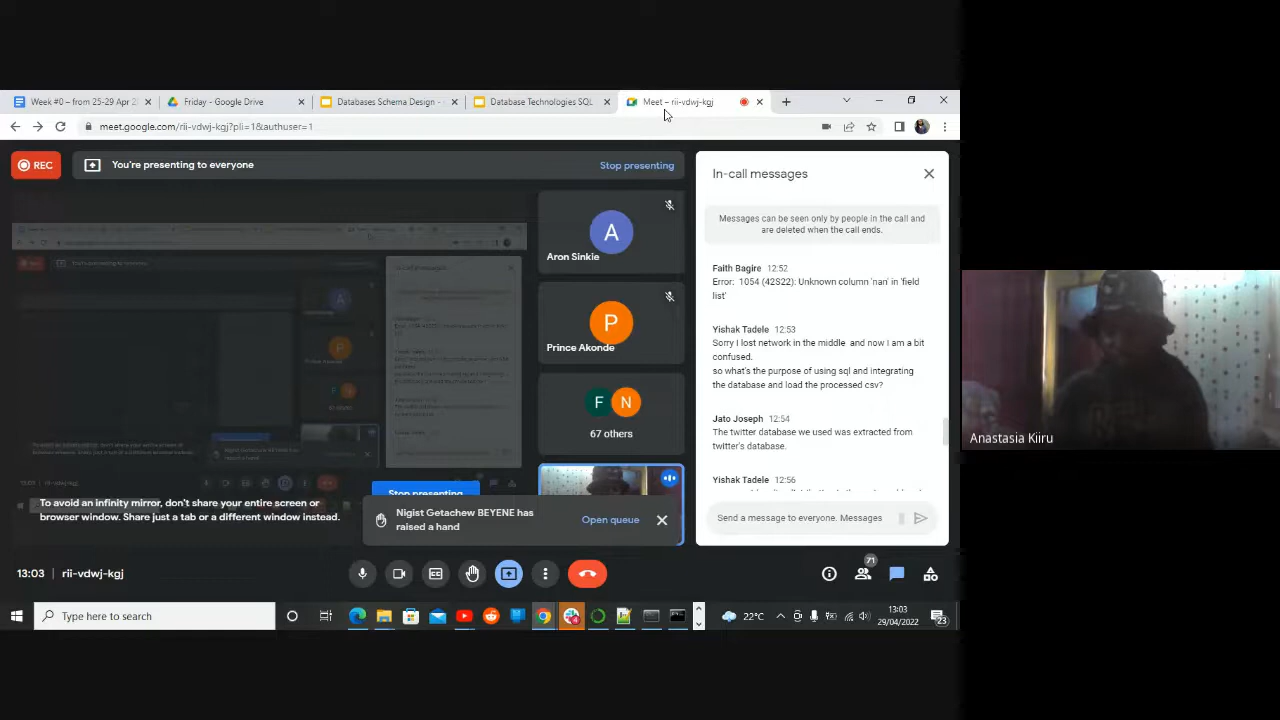 Week #0 – from 25-29 Apr 2
Friday - Google Drive
Databases Schema Design -
Database Technologies SQL
Meet – rii-vdwj-kgj
meet.google.com/rii-vdwj-kgj?pli=1&authuser=1
REC
You're presenting to everyone
Stop presenting
Aron Sinkie
A
Prince Akonde
P
F N
67 others
In-call messages
Messages can be seen only by people in the call and
are deleted when the call ends.
Faith Bagire 12:52
Error: 1054 (42S22): Unknown column 'nan' in 'field
list'
Yishak Tadele 12:53
Sorry I lost network in the middle and now I am a bit
confused.
so what's the purpose of using sql and integrating
the database and load the processed csv?
Jato Joseph 12:54
The twitter database we used was extracted from
twitter's database.
Yishak Tadele 12:56
Send a message to everyone. Messages
To avoid an infinity mirror, don't share your entire screen or
browser window. Share just a tab or a different window instead.
Stop presenting
Nigist Getachew BEYENE has
raised a hand
Open queue
13:03 | rii-vdwj-kgj
71
Type here to search
22°C
13:03
29/04/2022
23
Anastasia Kiiru